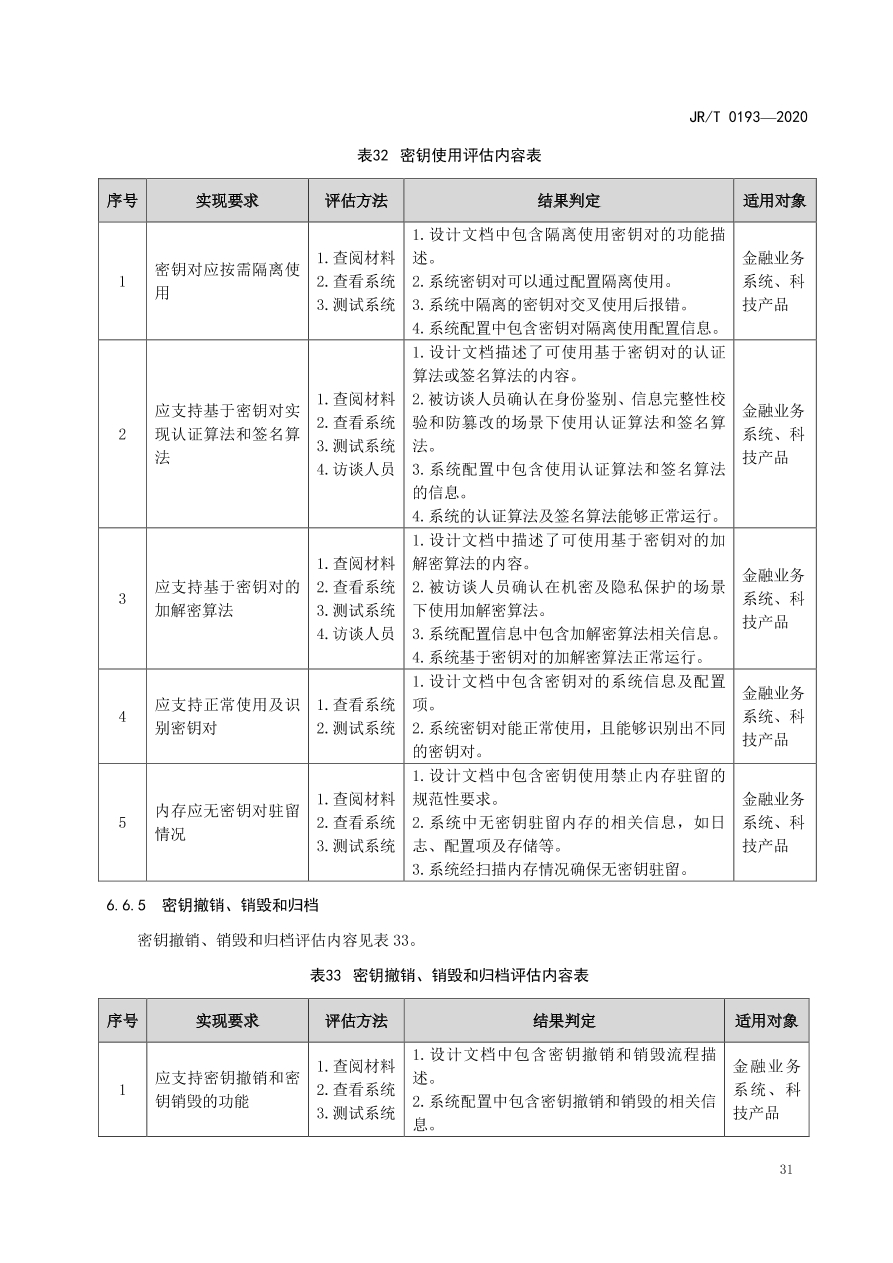 JR/T 0193—2020
表32 密钥使用评估内容表
序号 实现要求 评估方法 结果判定 适用对象
1
密钥对应按需隔离使
用
1.查阅材料
2.查看系统
3.测试系统
1.设计文档中包含隔离使用密钥对的功能描
述。
2.系统密钥对可以通过配置隔离使用。
3.系统中隔离的密钥对交叉使用后报错。
4.系统配置中包含密钥对隔离使用配置信息。
金融业务
系统、科
技产品
2
应支持基于密钥对实
现认证算法和签名算
法
1.查阅材料
2.查看系统
3.测试系统
4.访谈人员
1.设计文档描述了可使用基于密钥对的认证
算法或签名算法的内容。
2.被访谈人员确认在身份鉴别、信息完整性校
验和防篡改的场景下使用认证算法和签名算
法。
3.系统配置中包含使用认证算法和签名算法
的信息。
4.系统的认证算法及签名算法能够正常运行。
金融业务
系统、科
技产品
3
应支持基于密钥对的
加解密算法
1.查阅材料
2.查看系统
3.测试系统
4.访谈人员
1.设计文档中描述了可使用基于密钥对的加
解密算法的内容。
2.被访谈人员确认在机密及隐私保护的场景
下使用加解密算法。
3.系统配置信息中包含加解密算法相关信息。
4.系统基于密钥对的加解密算法正常运行。
金融业务
系统、科
技产品
4
应支持正常使用及识
别密钥对
1.查看系统
2.测试系统
1.设计文档中包含密钥对的系统信息及配置
项。
2.系统密钥对能正常使用，且能够识别出不同
的密钥对。
金融业务
系统、科
技产品
5
内存应无密钥对驻留
情况
1.查阅材料
2.查看系统
3.测试系统
1.设计文档中包含密钥使用禁止内存驻留的
规范性要求。
2.系统中无密钥驻留内存的相关信息，如日
志、配置项及存储等。
3.系统经扫描内存情况确保无密钥驻留。
金融业务
系统、科
技产品
6.6.5 密钥撤销、销毁和归档
密钥撤销、销毁和归档评估内容见表 33。
表33 密钥撤销、销毁和归档评估内容表
序号 实现要求 评估方法 结果判定 适用对象
1
应支持密钥撤销和密
钥销毁的功能
1.查阅材料
2.查看系统
3.测试系统
1.设计文档中包含密钥撤销和销毁流程描
述。
2.系统配置中包含密钥撤销和销毁的相关信
息。
金融业务
系统、科
技产品
31